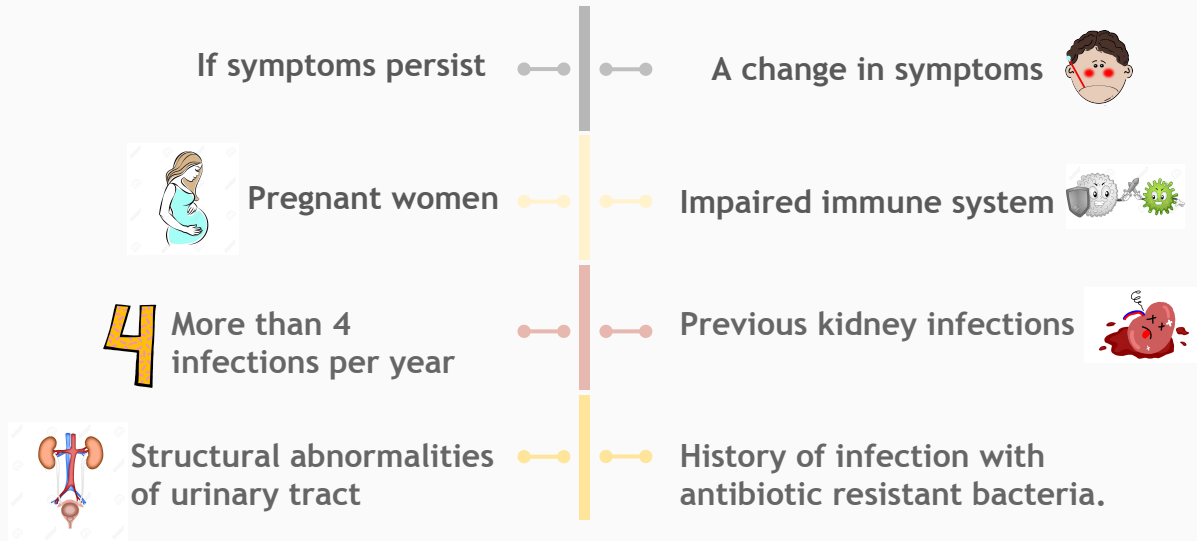 If symptoms persist
A change in symptoms
Pregnant women
Impaired immune system
4
More than 4
infections per year
Previous kidney infections
Structural abnormalities
of urinary tract
History of infection with
antibiotic resistant bacteria.